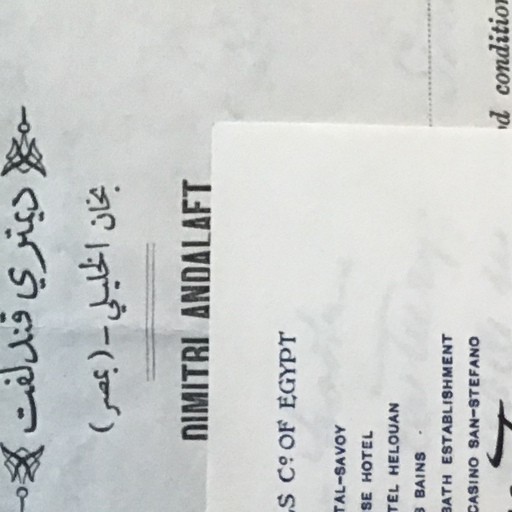 ديمتري قندلفت
بخان الخليلي - (بمصر)
DIMITRI ANDALAFT
LS Cº OF EGYPT
TAL-SAVOY
SE HOTEL
TEL HELOUAN
S BAINS
BATH ESTABLISHMENT
CASINO SAN-STEFANO
d condition